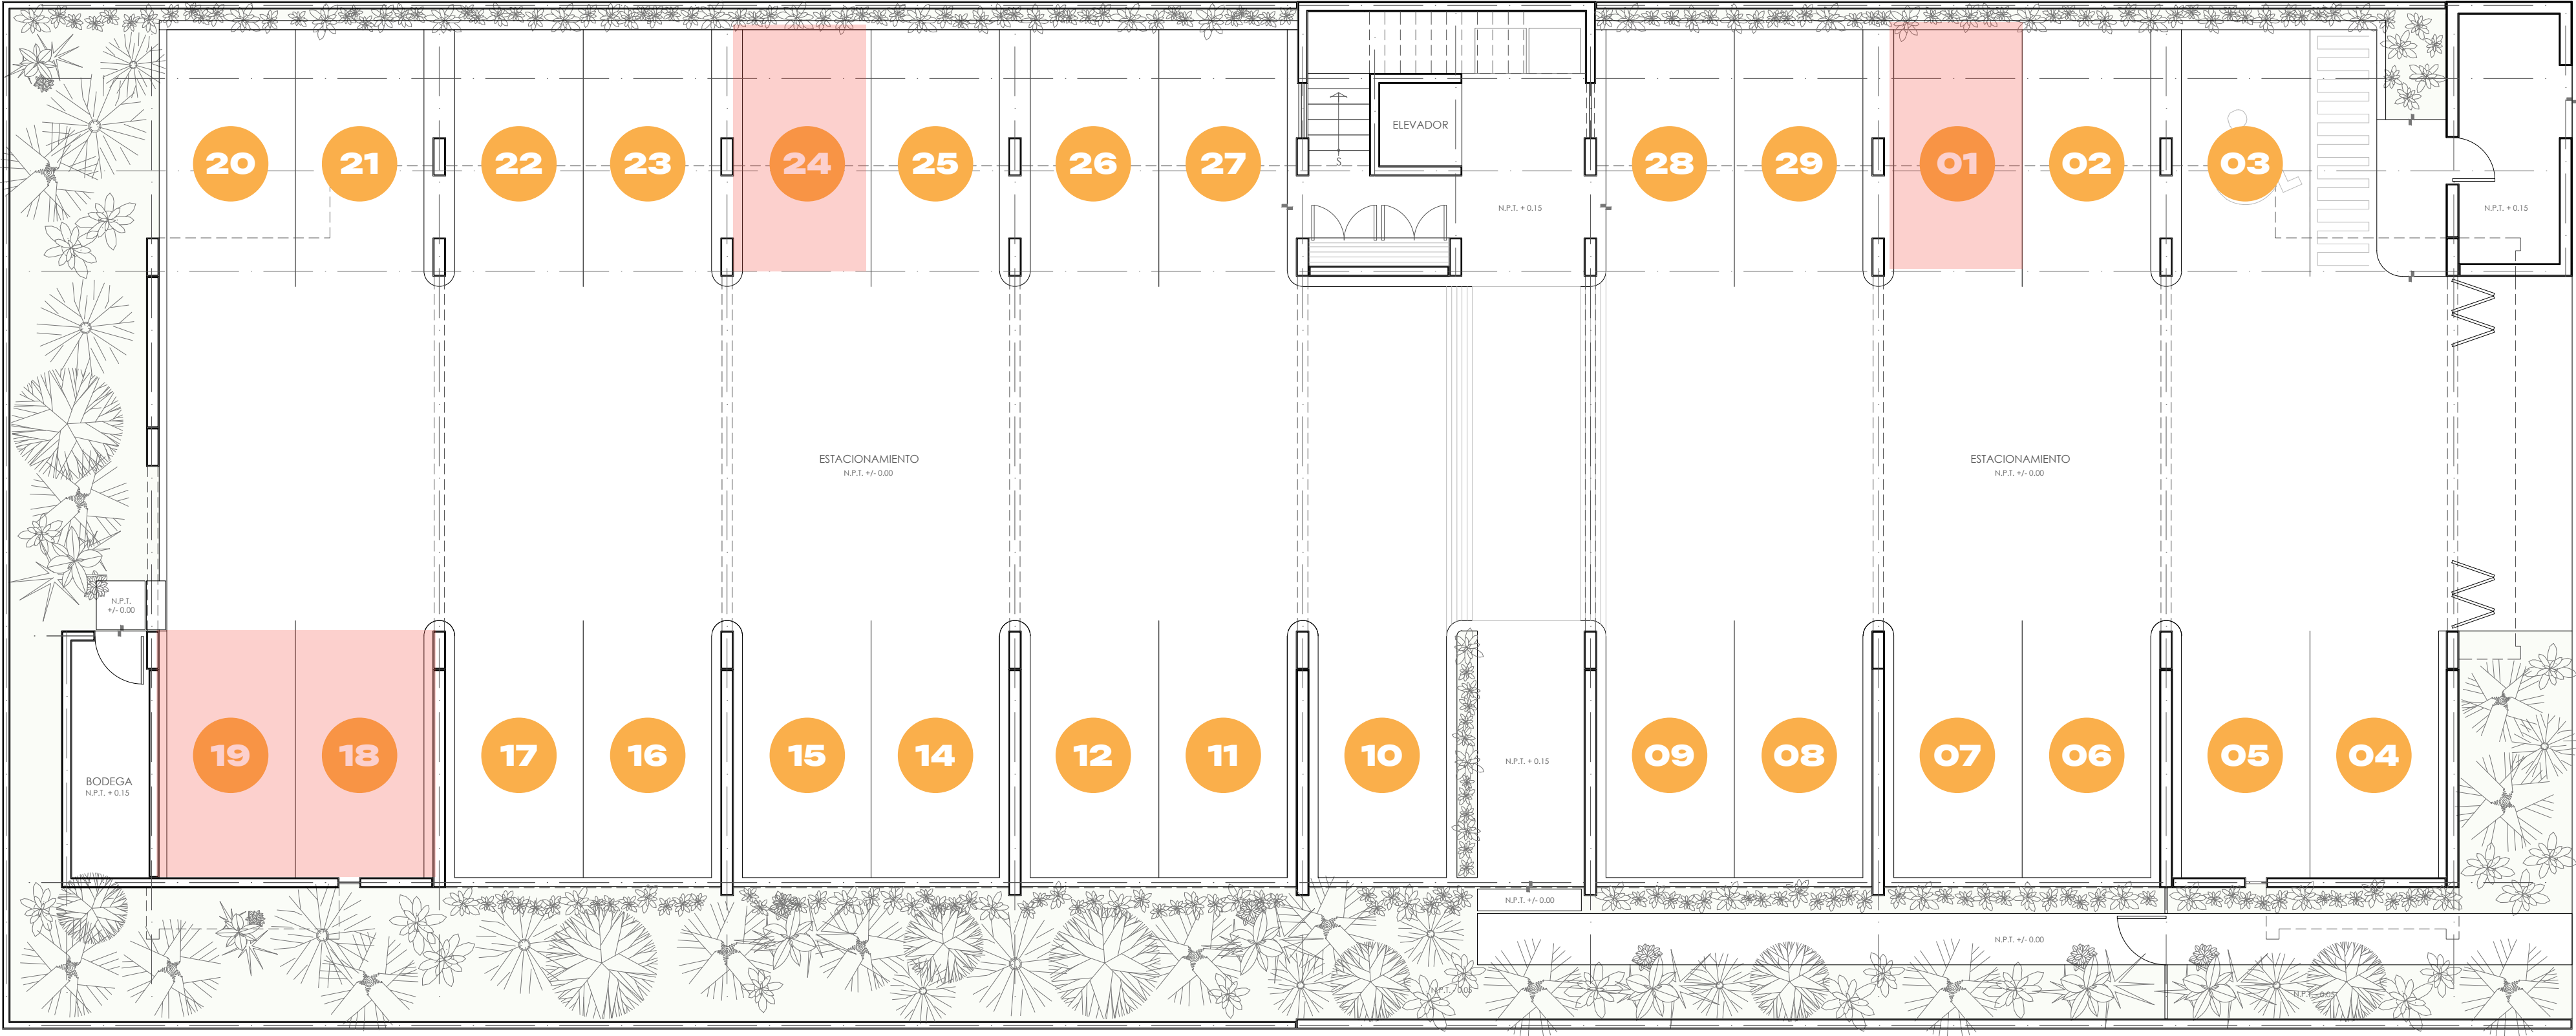 20 21 22 23 24 25 26 27 28 29 01 02 03
ELEVADOR
S
N.P.T. + 0.15
N.P.T. + 0.15
ESTACIONAMIENTO
N.P.T. +/- 0.00
ESTACIONAMIENTO
N.P.T. +/- 0.00
N.P.T.
+/- 0.00
19 18 17 16 15 14 12 11 10 09 08 07 06 05 04
BODEGA
N.P.T. + 0.15
N.P.T. + 0.15
N.P.T. +/- 0.00
N.P.T. +/- 0.00